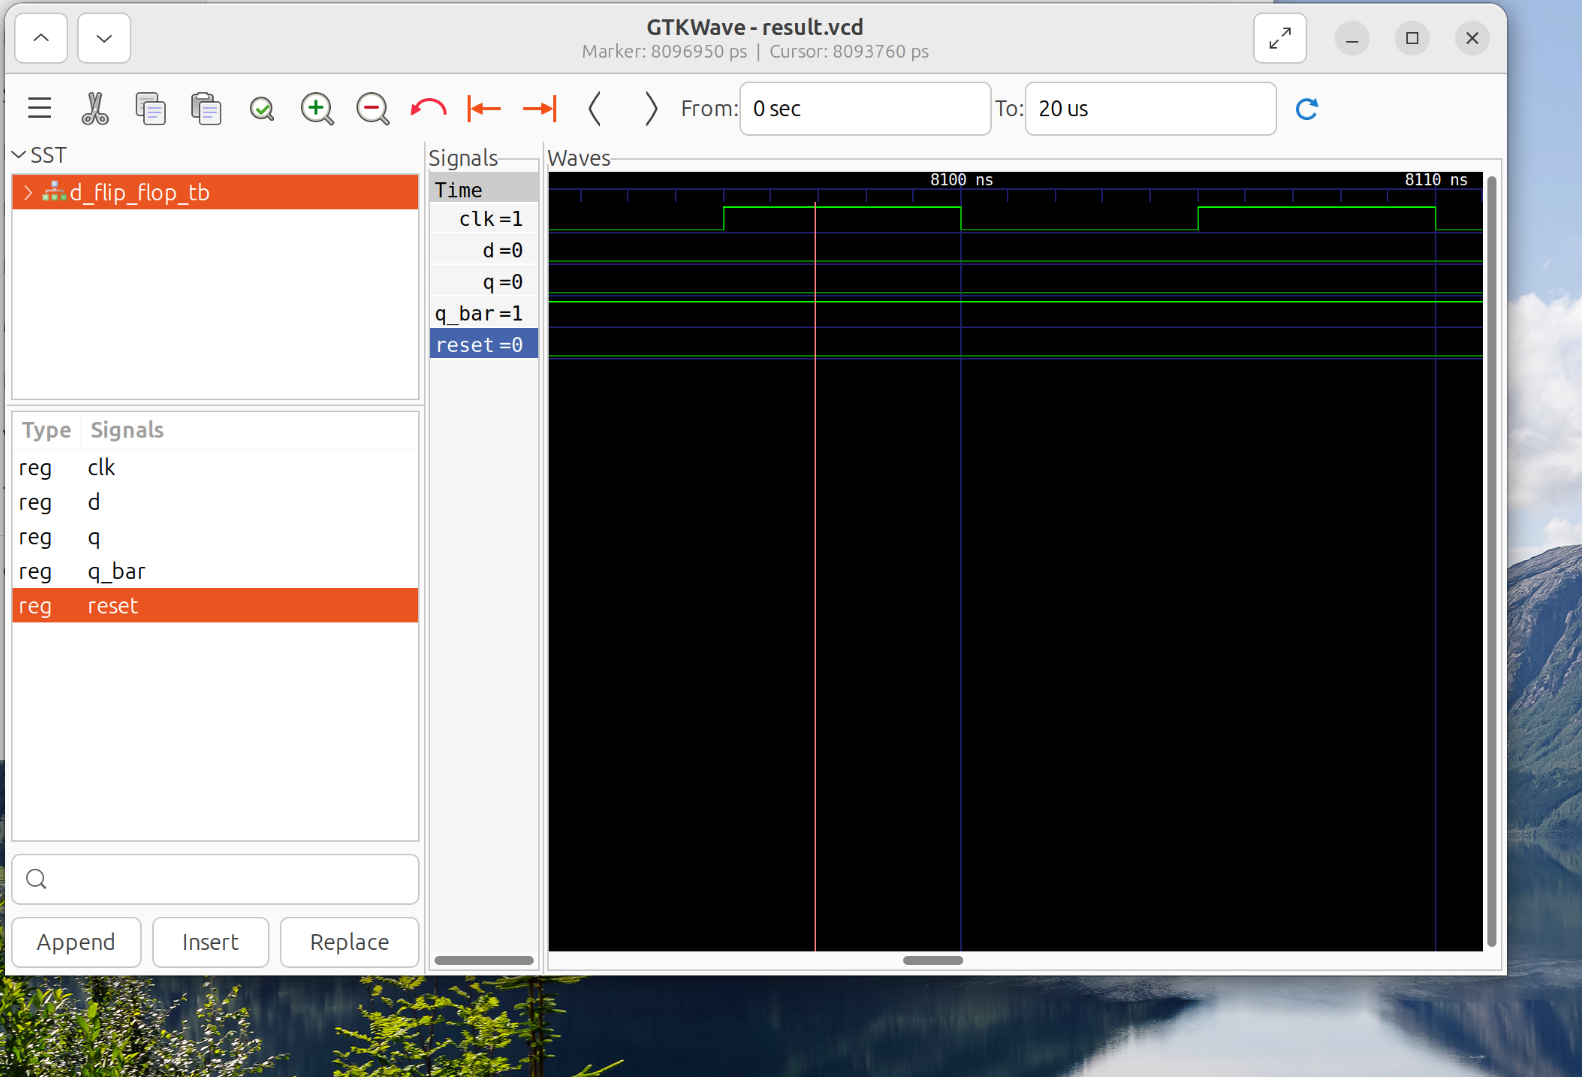 GTKWave - result.vcd
Marker: 8096950 ps | Cursor: 8093760 ps
From: 0 sec To: 20 us
SST
d_flip_flop_tb
Type Signals
reg clk
reg d
reg q
reg q_bar
reg reset
Append Insert Replace
Signals
Time
clk =1
d =0
q =0
q_bar =1
reset =0
Waves
8100 ns 8110 ns